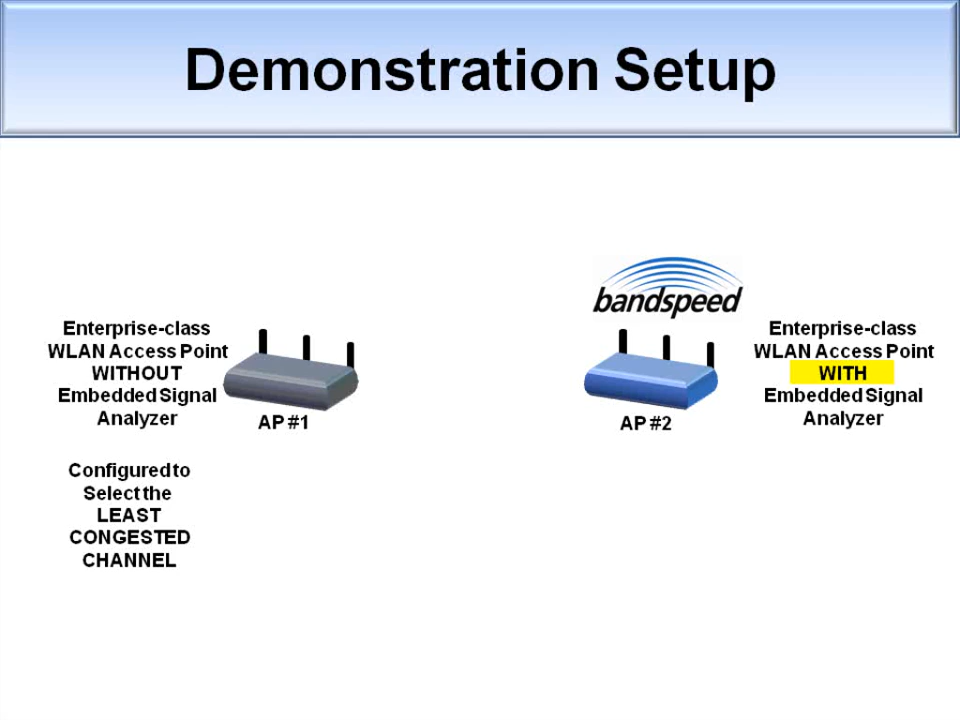 Demonstration Setup
bandspeed
Enterprise-class
WLAN Access Point
WITHOUT
Embedded Signal
Analyzer
AP #1
Enterprise-class
WLAN Access Point
WITH
Embedded Signal
Analyzer
AP #2
Configured to
Select the
LEAST
CONGESTED
CHANNEL